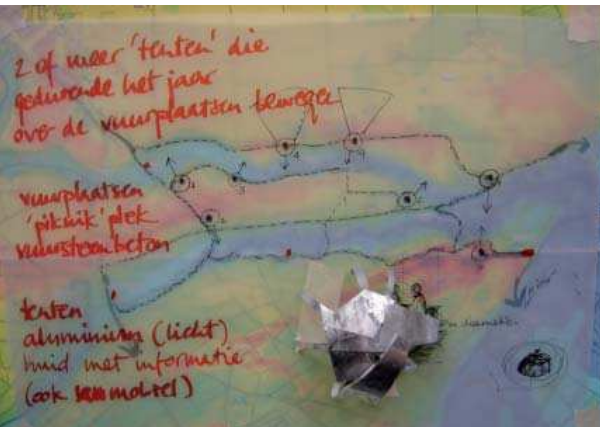 2 of meer 'tenten' die
gedurende het jaar
over de vuurplaatsen bewegen
vuurplaatsen
'piknik' plek
vuursteenbeton
tenten
aluminium (licht)
huid met informatie
(ook